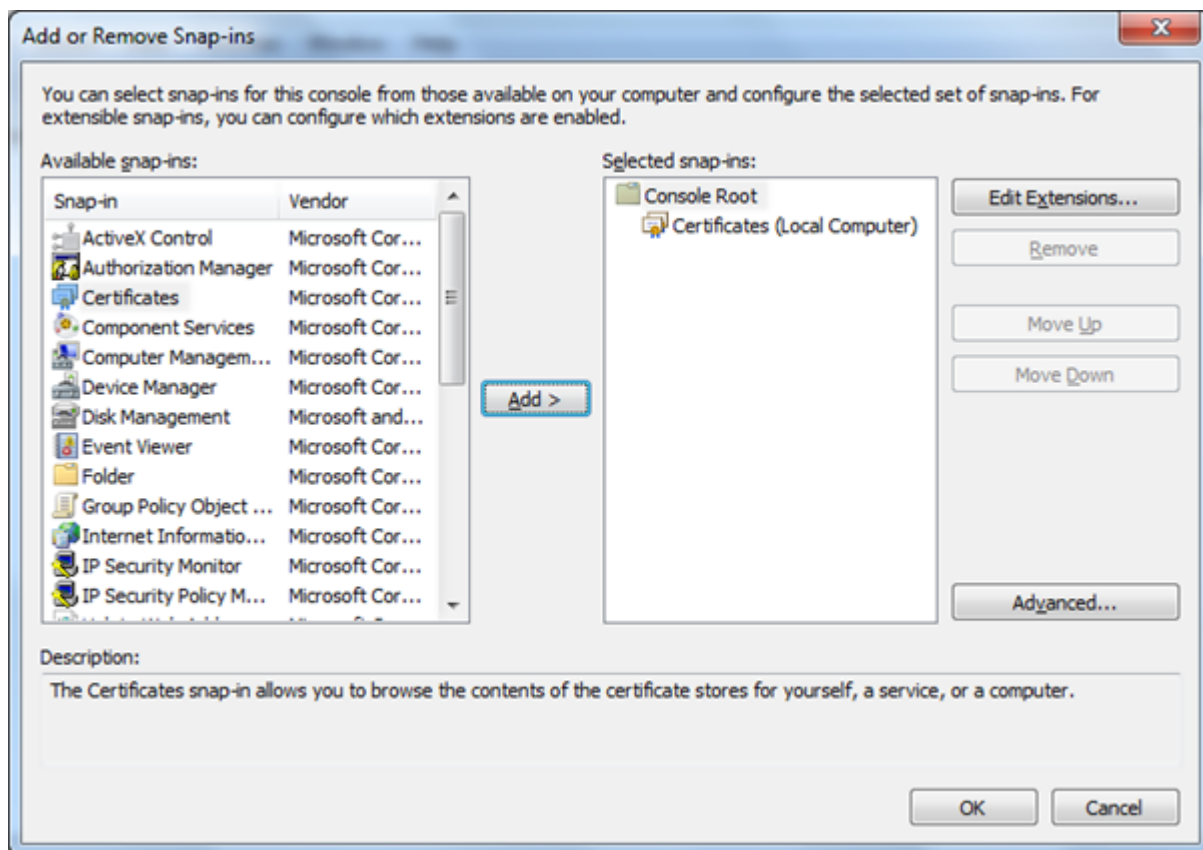 Add or Remove Snap-ins
You can select snap-ins for this console from those available on your computer and configure the selected set of snap-ins. For
extensible snap-ins, you can configure which extensions are enabled.
Available snap-ins:
Snap-in Vendor
ActiveX Control Microsoft Cor...
Authorization Manager Microsoft Cor...
Certificates Microsoft Cor...
Component Services Microsoft Cor...
Computer Managem... Microsoft Cor...
Device Manager Microsoft Cor...
Disk Management Microsoft and...
Event Viewer Microsoft Cor...
Folder Microsoft Cor...
Group Policy Object ... Microsoft Cor...
Internet Informatio... Microsoft Cor...
IP Security Monitor Microsoft Cor...
IP Security Policy M... Microsoft Cor...
Add >
Selected snap-ins:
Console Root
Certificates (Local Computer)
Edit Extensions...
Remove
Move Up
Move Down
Advanced...
Description:
The Certificates snap-in allows you to browse the contents of the certificate stores for yourself, a service, or a computer.
OK
Cancel